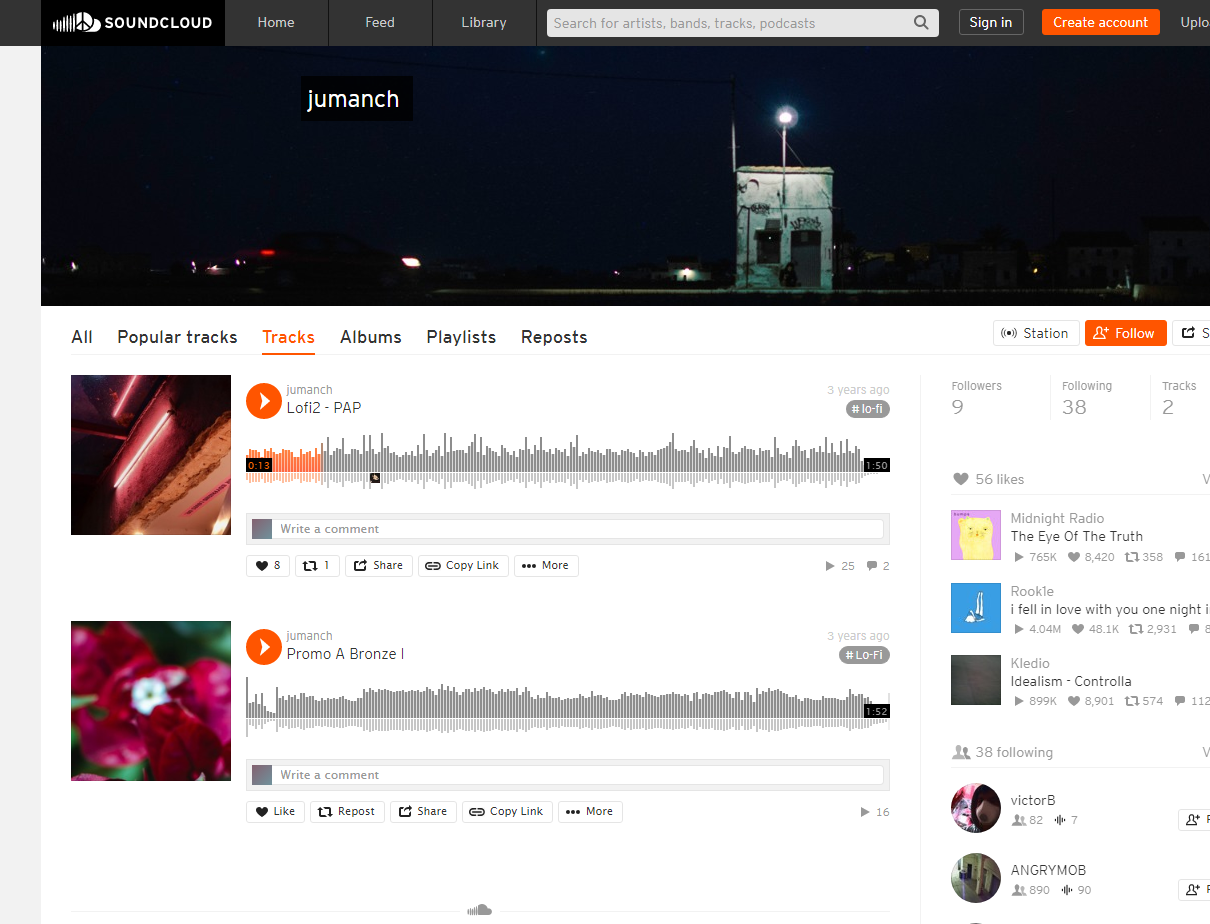 SOUNDCLOUD
Home
Feed
Library
Search for artists, bands, tracks, podcasts
Sign in
Create account
Uplo
jumanch
All
Popular tracks
Tracks
Albums
Playlists
Reposts
Station
Follow
S
jumanch
Lofi2 - PAP
3 years ago
# lo-fi
0:13
1:50
Write a comment
8
1
Share
Copy Link
More
25
2
jumanch
Promo A Bronze I
3 years ago
# Lo-Fi
1:52
Write a comment
Like
Repost
Share
Copy Link
More
16
Followers
9
Following
38
Tracks
2
56 likes
V
Midnight Radio
The Eye Of The Truth
765K
8,420
358
161
Rook1e
i fell in love with you one night i
4.04M
48.1K
2,931
8
Kledio
Idealism - Controlla
899K
8,901
574
112
38 following
V
victorB
82
7
F
ANGRYMOB
890
90
F